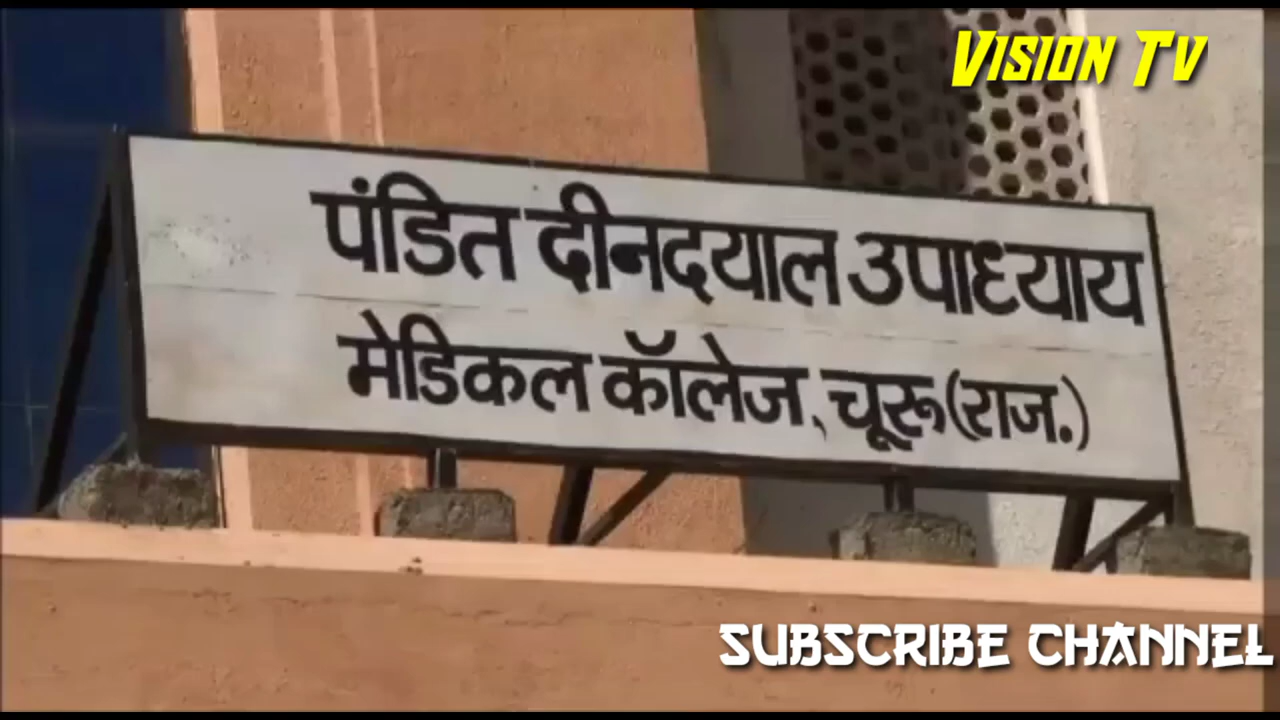 Vision Tv
पंडित दीनदयाल उपाध्याय
मेडिकल कॉलेज, चूरू (राज.)
SUBSCRIBE CHANNEL